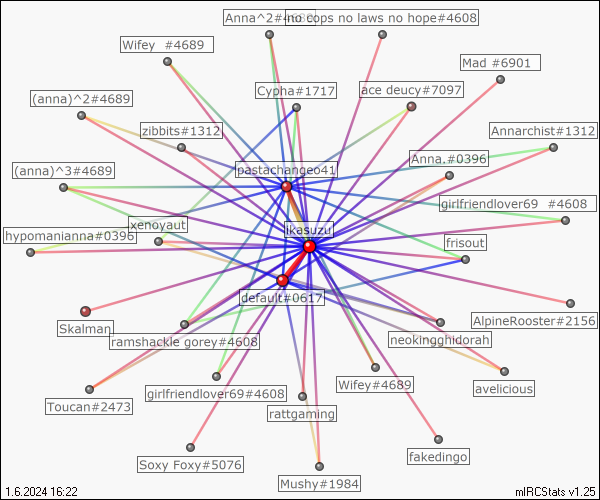 Anna^2#4689
no cops no laws no hope#4608
Wifey  #4689
Mad #6901
Cypha#1717
ace deucy#7097
(anna)^2#4689
zibbits#1312
Annarchist#1312
(anna)^3#4689
pastachangeo41
Anna.#0396
girlfriendlover69  #4608
xenoyaut
likasuzu
hypomanianna#0396
frisout
default#0617
Skalman
AlpineRooster#2156
ramshackle gorey#4608
neokingghidorah
girlfriendlover69#4608
Wifey#4689
avelicious
Toucan#2473
rattgaming
Soxy Foxy#5076
fakedingo
Mushy#1984
1.6.2024 16:22
mIRCStats v1.25